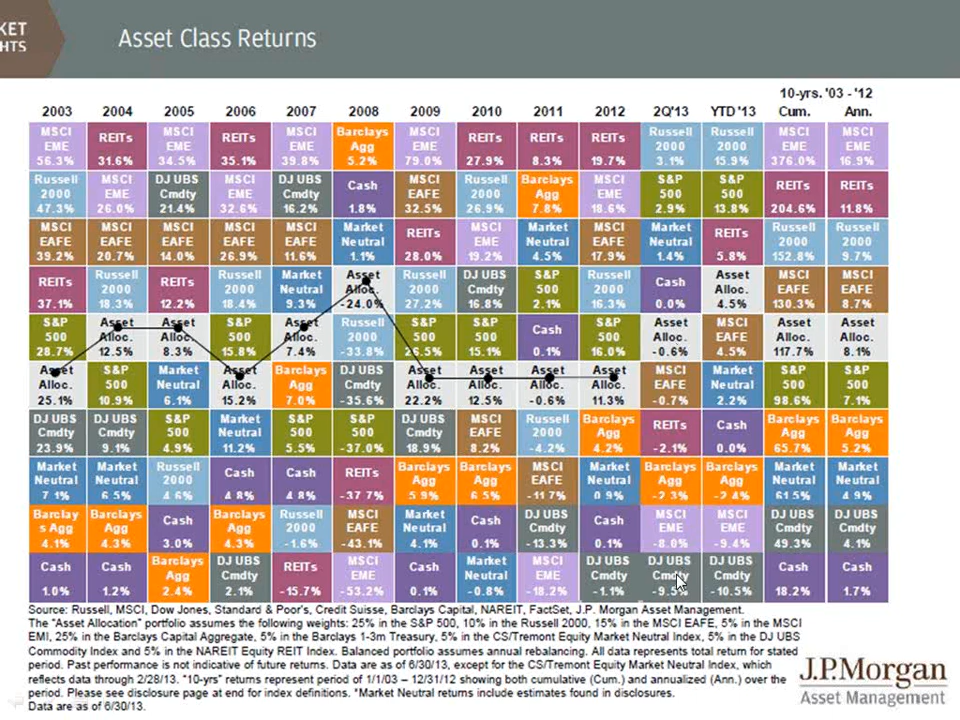 KET
HTS
Asset Class Returns
10-yrs. '03 - '12
2003 2004 2005 2006 2007 2008 2009 2010 2011 2012 2Q'13 YTD '13 Cum. Ann.
MSCI EME 56.3% REITs 31.6% MSCI EME 34.5% REITs 35.1% MSCI EME 39.8% Barclays Agg 5.2% MSCI EME 79.0% REITs 27.9% REITs 8.3% REITs 19.7% Russell 2000 3.1% Russell 2000 15.9% MSCI EME 376.0% MSCI EME 16.9%
Russell 2000 47.3% MSCI EME 26.0% DJ UBS Cmdty 21.4% MSCI EME 32.6% DJ UBS Cmdty 16.2% Cash 1.8% MSCI EAFE 32.5% Russell 2000 26.9% Barclays Agg 7.8% MSCI EME 18.6% S&P 500 2.9% S&P 500 13.8% REITs 204.6% REITs 11.8%
MSCI EAFE 39.2% MSCI EAFE 20.7% MSCI EAFE 14.0% MSCI EAFE 26.9% MSCI EAFE 11.6% Market Neutral 1.1% REITs 28.0% MSCI EME 19.2% Market Neutral 4.5% MSCI EAFE 17.9% Market Neutral 1.4% REITs 5.8% Russell 2000 152.8% Russell 2000 9.7%
REITs 37.1% Russell 2000 18.3% REITs 12.2% Russell 2000 18.4% Market Neutral 9.3% Asset Alloc. -24.0% Russell 2000 27.2% DJ UBS Cmdty 16.8% S&P 500 2.1% Russell 2000 16.3% Cash 0.0% Asset Alloc. 4.5% MSCI EAFE 130.3% MSCI EAFE 8.7%
S&P 500 28.7% Asset Alloc. 12.5% Asset Alloc. 8.3% S&P 500 15.8% Asset Alloc. 7.4% Russell 2000 -33.8% S&P 500 26.5% S&P 500 15.1% Cash 0.1% S&P 500 16.0% Asset Alloc. -0.6% MSCI EAFE 4.5% Asset Alloc. 117.7% Asset Alloc. 8.1%
Asset Alloc. 25.1% S&P 500 10.9% Market Neutral 6.1% Asset Alloc. 15.2% Barclays Agg 7.0% DJ UBS Cmdty -35.6% Asset Alloc. 22.2% Asset Alloc. 12.5% Asset Alloc. -0.6% Asset Alloc. 11.3% MSCI EAFE -0.7% Market Neutral 2.2% S&P 500 98.6% S&P 500 7.1%
DJ UBS Cmdty 23.9% DJ UBS Cmdty 9.1% S&P 500 4.9% Market Neutral 11.2% S&P 500 5.5% S&P 500 -37.0% DJ UBS Cmdty 18.9% MSCI EAFE 8.2% Russell 2000 -4.2% Barclays Agg 4.2% REITs -2.1% Cash 0.0% Barclays Agg 65.7% Barclays Agg 5.2%
Market Neutral 7.1% Market Neutral 6.5% Russell 2000 4.6% Cash 4.8% Cash 4.8% REITs -37.7% Barclays Agg 5.9% Barclays Agg 6.5% MSCI EAFE -11.7% Market Neutral 0.9% Barclays Agg -2.3% Barclays Agg -2.4% Market Neutral 61.5% Market Neutral 4.9%
Barclay s Agg 4.1% Barclays Agg 4.3% Cash 3.0% Barclays Agg 4.3% Russell 2000 -1.6% MSCI EAFE -43.1% Market Neutral 4.1% Cash 0.1% DJ UBS Cmdty -13.3% Cash 0.1% MSCI EME -8.0% MSCI EME -9.4% DJ UBS Cmdty 49.3% DJ UBS Cmdty 4.1%
Cash 1.0% Cash 1.2% Barclays Agg 2.4% DJ UBS Cmdty 2.1% REITs -15.7% MSCI EME -53.2% Cash 0.1% Market Neutral -0.8% MSCI EME -18.2% DJ UBS Cmdty -1.1% DJ UBS Cmdty -9.5% DJ UBS Cmdty -10.5% Cash 18.2% Cash 1.7%
Source: Russell, MSCI, Dow Jones, Standard & Poor's, Credit Suisse, Barclays Capital, NAREIT, FactSet, J.P. Morgan Asset Management.
The "Asset Allocation" portfolio assumes the following weights: 25% in the S&P 500, 10% in the Russell 2000, 15% in the MSCI EAFE, 5% in the MSCI
EMI, 25% in the Barclays Capital Aggregate, 5% in the Barclays 1-3m Treasury, 5% in the CS/Tremont Equity Market Neutral Index, 5% in the DJ UBS
Commodity Index and 5% in the NAREIT Equity REIT Index. Balanced portfolio assumes annual rebalancing. All data represents total return for stated
period. Past performance is not indicative of future returns. Data are as of 6/30/13, except for the CS/Tremont Equity Market Neutral Index, which
reflects data through 2/28/13. "10-yrs" returns represent period of 1/1/03 – 12/31/12 showing both cumulative (Cum.) and annualized (Ann.) over the
period. Please see disclosure page at end for index definitions. *Market Neutral returns include estimates found in disclosures.
Data are as of 6/30/13.
J.P.Morgan
Asset Management